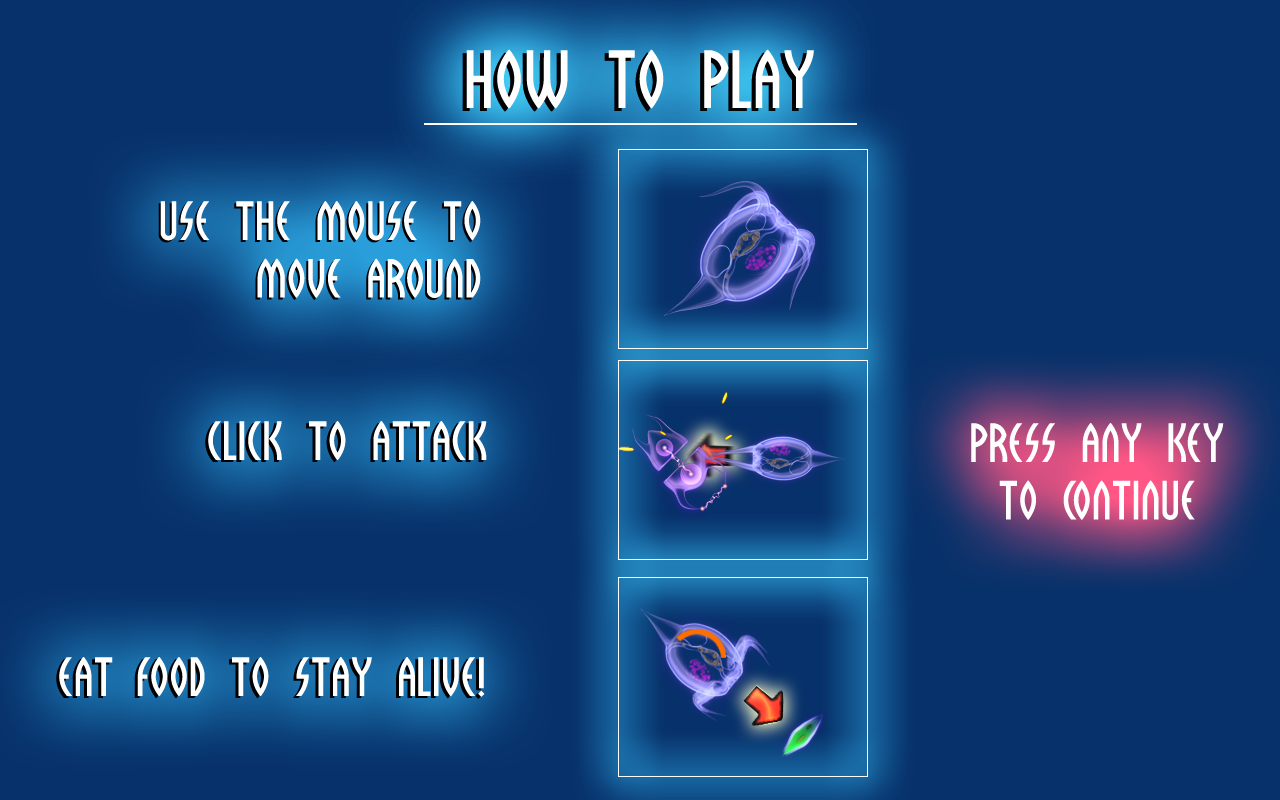 HOW TO PLAY
USE THE MOUSE TO
MOVE AROUND
CLICK TO ATTACK
PRESS ANY KEY
TO CONTINUE
EAT FOOD TO STAY ALIVE!